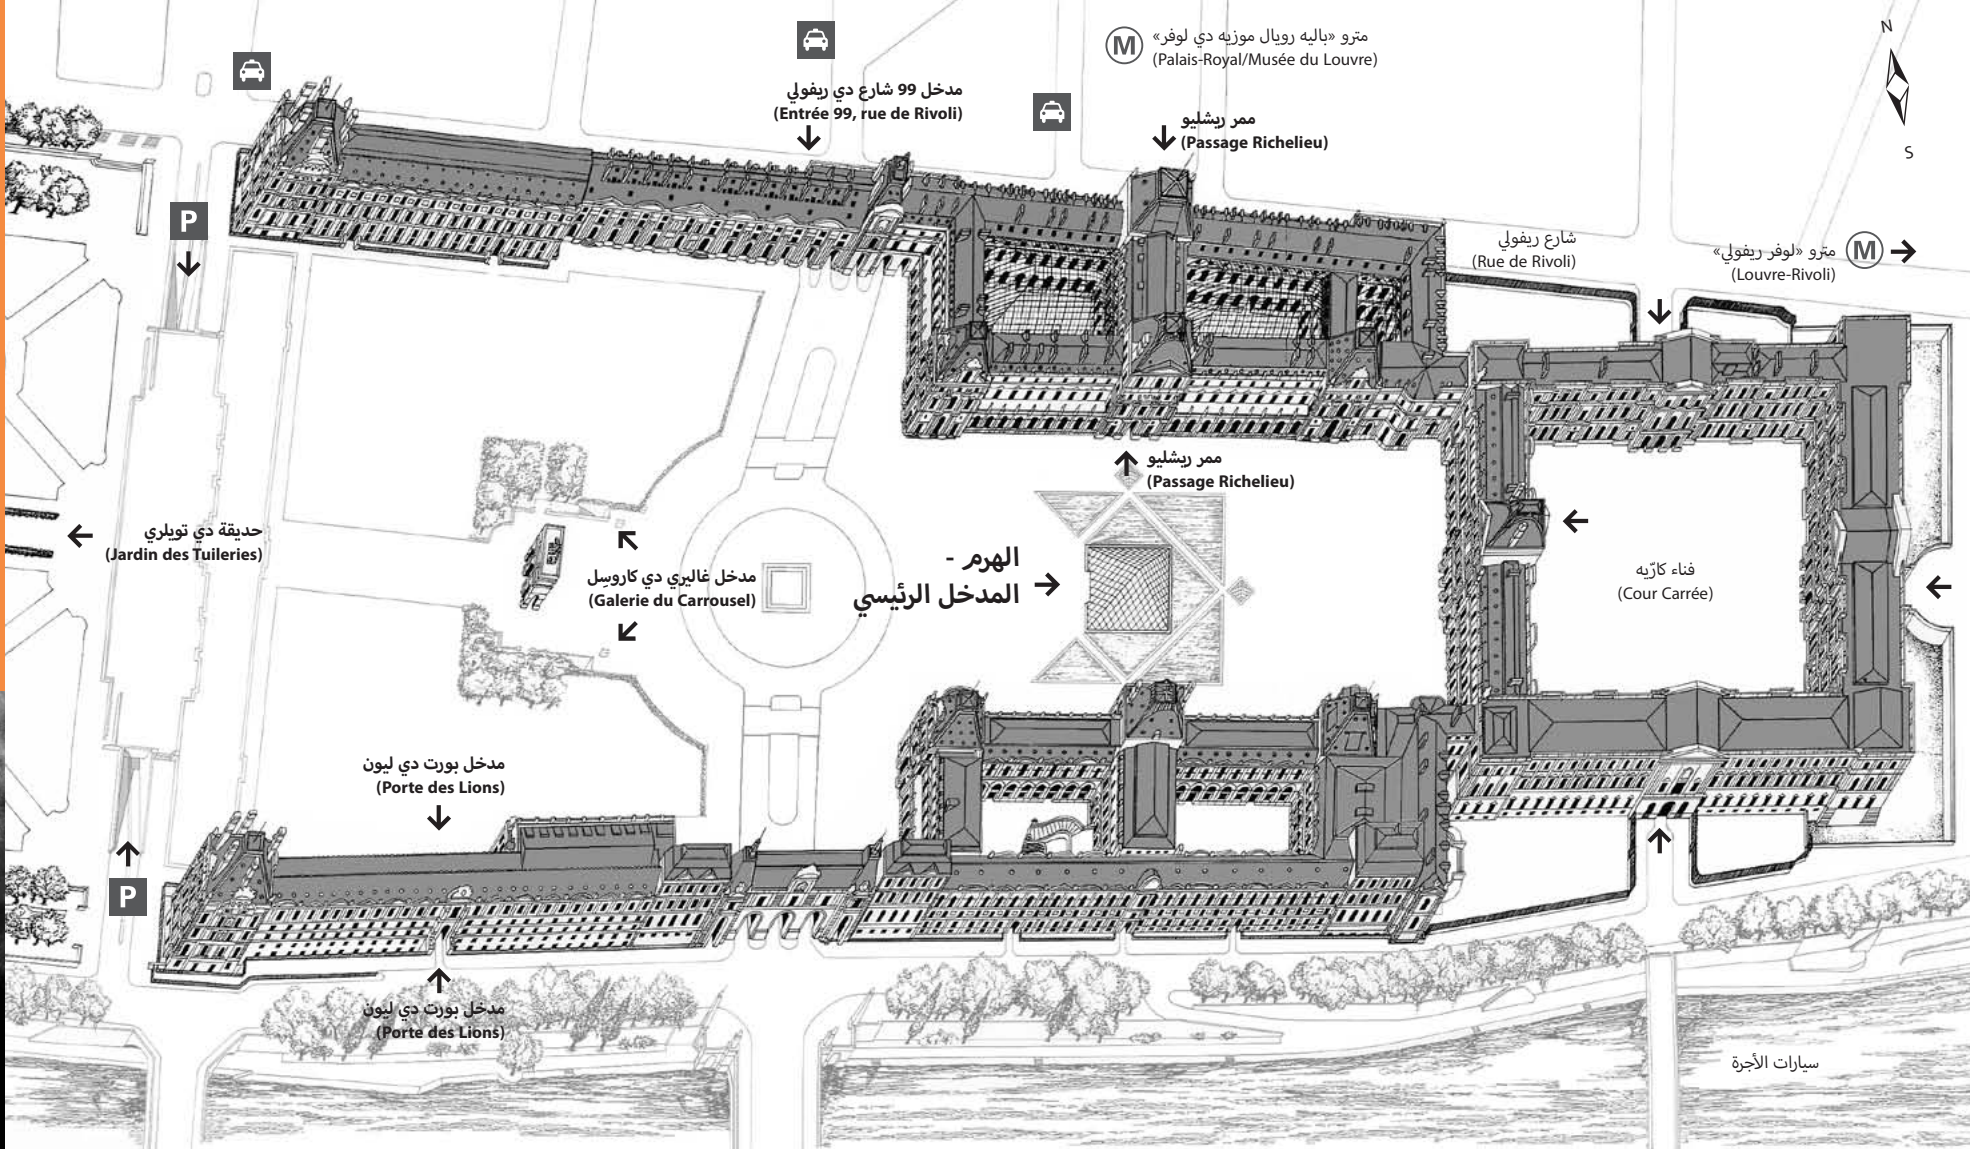 N
M
مترو «باليه رويال موزيه دي لوفر»
(Palais-Royal/Musée du Louvre)
مدخل 99 شارع دي ريفولي
(Entrée 99, rue de Rivoli)
ممر ريشليو
(Passage Richelieu)
S
P
شارع ريفولي
(Rue de Rivoli)
مترو «لوفر ريفولي»
(Louvre-Rivoli)
M
ممر ريشليو
(Passage Richelieu)
حديقة دي تويلري
(Jardin des Tuileries)
مدخل غاليري دي كاروسِل
(Galerie du Carrousel)
الهرم -
المدخل الرئيسي
فناء كارّيه
(Cour Carrée)
مدخل بورت دي ليون
(Porte des Lions)
P
مدخل بورت دي ليون
(Porte des Lions)
سيارات الأجرة